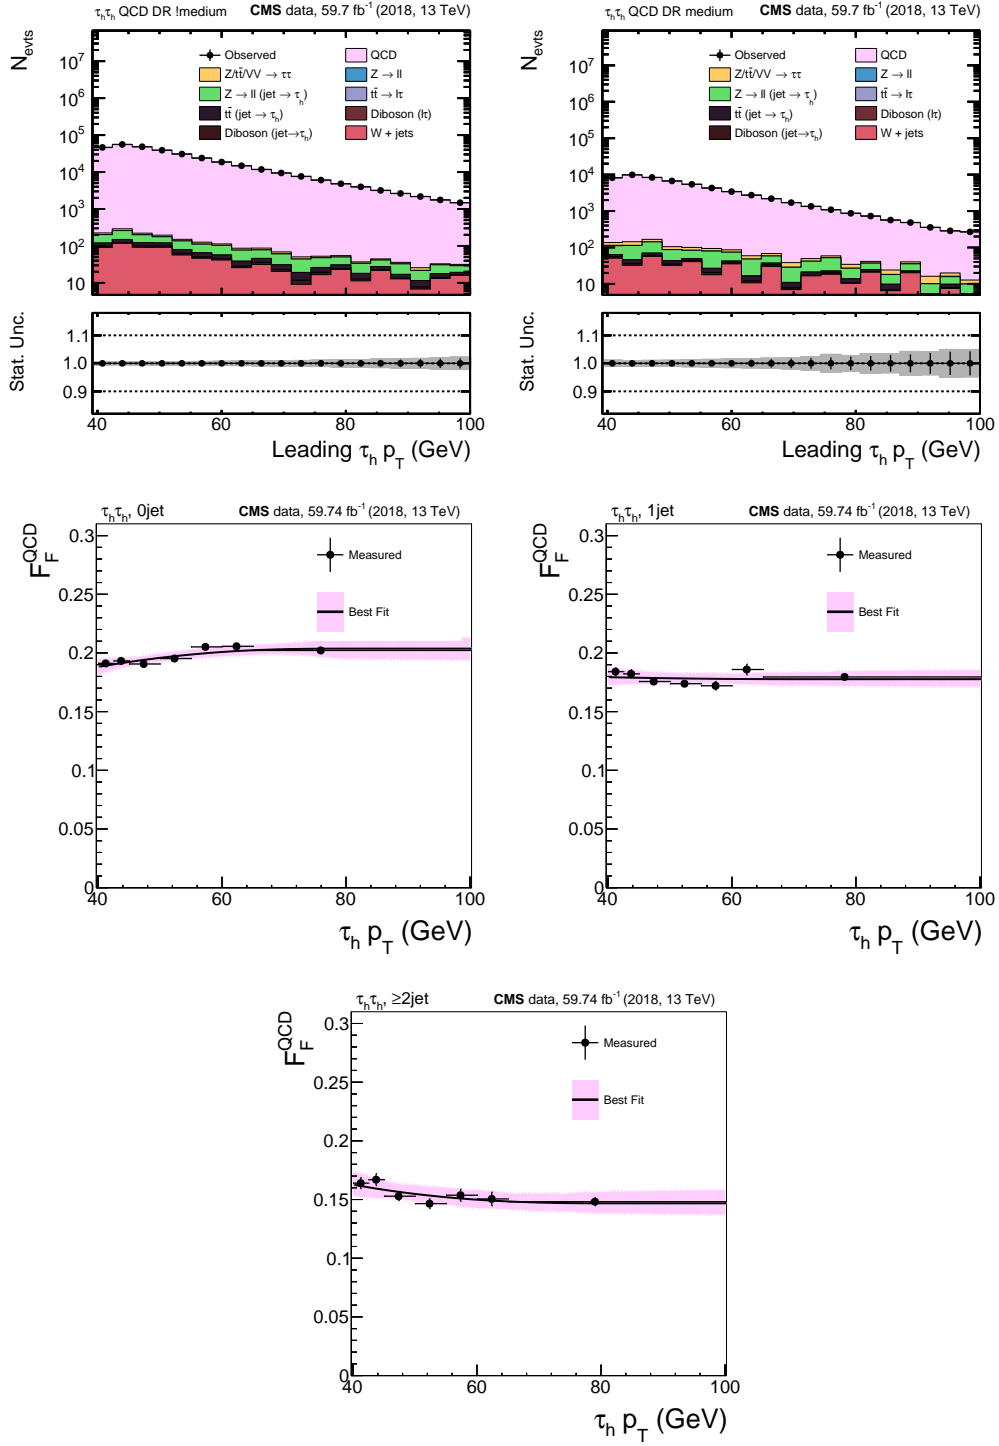 τhτh QCD DR !medium CMS data, 59.7 fb⁻¹ (2018, 13 TeV)
Nevts
10⁷
10⁶
10⁵
10⁴
10³
10²
10
Observed QCD
Z/tt̄/VV → ττ Z → ll
Z → ll (jet → τh) tt̄ → lτ
tt̄ (jet → τh) Diboson (lτ)
Diboson (jet→τh) W + jets
Stat. Unc.
1.1
1.0
0.9
40 60 80 100
Leading τh pT (GeV)
τhτh QCD DR medium CMS data, 59.7 fb⁻¹ (2018, 13 TeV)
Nevts
10⁷
10⁶
10⁵
10⁴
10³
10²
10
Observed QCD
Z/tt̄/VV → ττ Z → ll
Z → ll (jet → τh) tt̄ → lτ
tt̄ (jet → τh) Diboson (lτ)
Diboson (jet→τh) W + jets
Stat. Unc.
1.1
1.0
0.9
40 60 80 100
Leading τh pT (GeV)
τhτh, 0jet CMS data, 59.74 fb⁻¹ (2018, 13 TeV)
FF^QCD
0.3
0.25
0.2
0.15
0.1
0.05
0
Measured
Best Fit
40 60 80 100
τh pT (GeV)
τhτh, 1jet CMS data, 59.74 fb⁻¹ (2018, 13 TeV)
FF^QCD
0.3
0.25
0.2
0.15
0.1
0.05
0
Measured
Best Fit
40 60 80 100
τh pT (GeV)
τhτh, ≥2jet CMS data, 59.74 fb⁻¹ (2018, 13 TeV)
FF^QCD
0.3
0.25
0.2
0.15
0.1
0.05
0
Measured
Best Fit
40 60 80 100
τh pT (GeV)